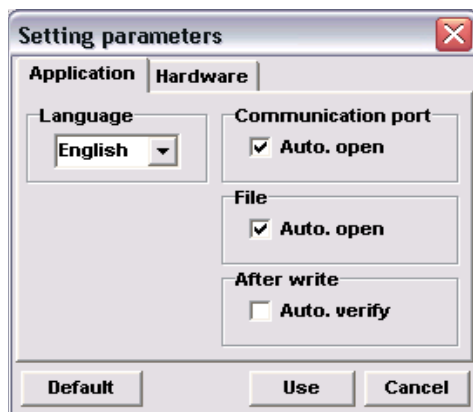 Setting parameters
Application Hardware
Language
English
Communication port
Auto. open
File
Auto. open
After write
Auto. verify
Default Use Cancel